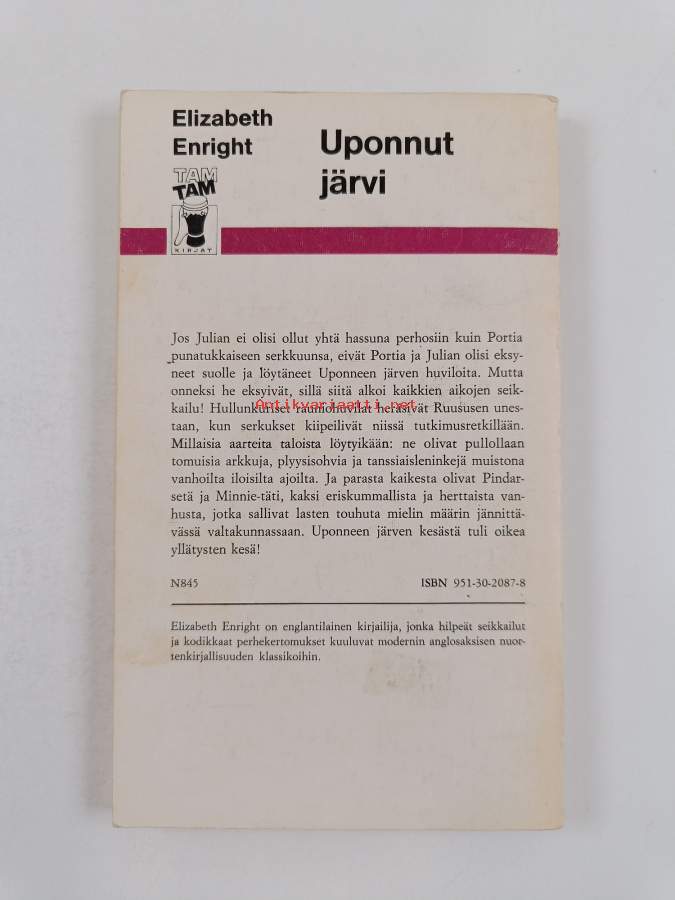 Elizabeth
Enright
Uponnut
järvi
TAM
TAM
KIRJAT
Jos Julian ei olisi ollut yhtä hassuna perhosiin kuin Portia
punatukkaiseen serkkuunsa, eivät Portia ja Julian olisi eksy-
neet suolle ja löytäneet Uponneen järven huviloita. Mutta
onneksi he eksyivät, sillä siitä alkoi kaikkien aikojen seik-
kailu! Hullunkuriset rauniohuvilat heräsivät Ruususen unes-
Antikvariaatti.net
taan, kun serkukset kiipeilivät niissä tutkimusretkillään.
Millaisia aarteita taloista löytyikään: ne olivat pullollaan
tomuisia arkkuja, plyysisohvia ja tanssiaisleninkejä muistona
vanhoilta iloisilta ajoilta. Ja parasta kaikesta olivat Pindar-
setä ja Minnie-täti, kaksi eriskummallista ja herttaista van-
husta, jotka sallivat lasten touhuta mielin määrin jännittä-
vässä valtakunnassaan. Uponneen järven kesästä tuli oikea
yllätysten kesä!
N845 ISBN 951-30-2087-8
Elizabeth Enright on englantilainen kirjailija, jonka hilpeät seikkailut
ja kodikkaat perhekertomukset kuuluvat modernin anglosaksisen nuor-
tenkirjallisuuden klassikoihin.